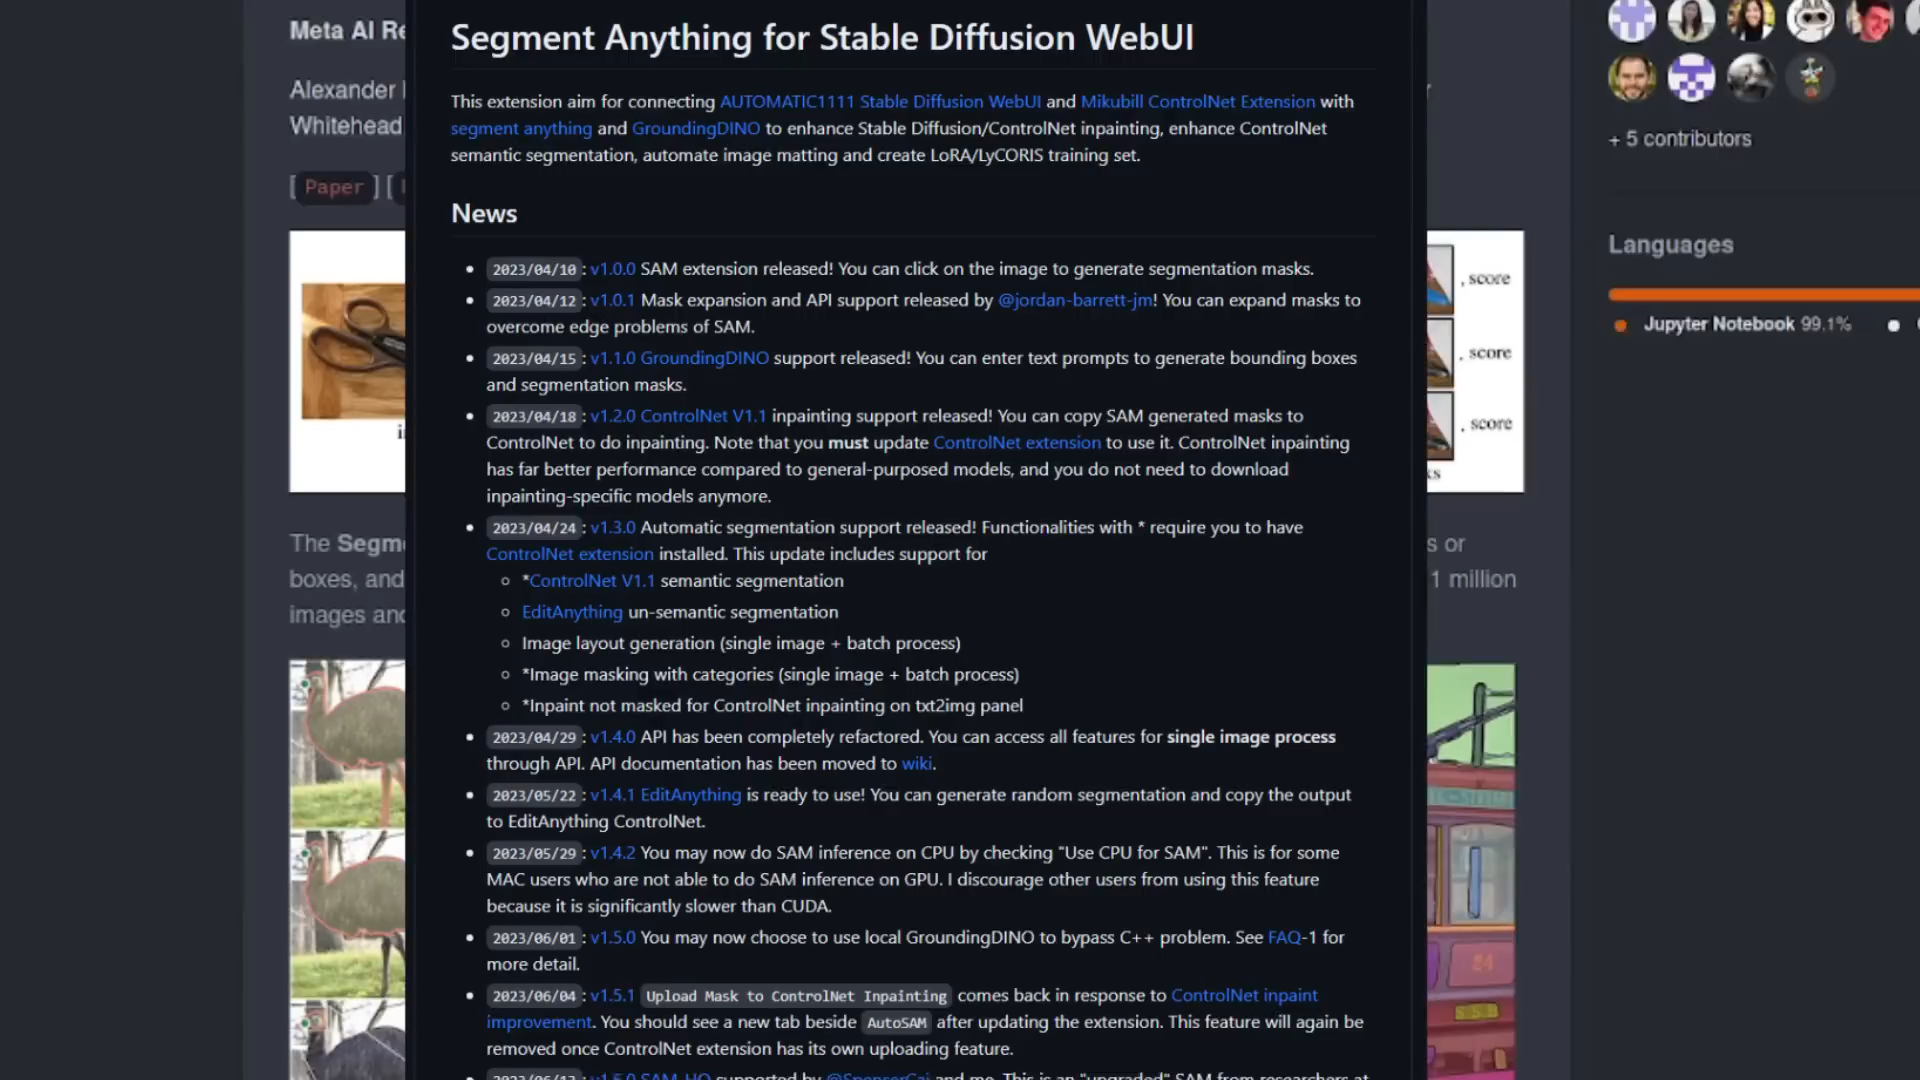 Meta AI Re
Alexander
Whitehead
[ Paper ] [
The Segm
boxes, and
images and
Segment Anything for Stable Diffusion WebUI
This extension aim for connecting AUTOMATIC1111 Stable Diffusion WebUI and Mikubill ControlNet Extension with
segment anything and GroundingDINO to enhance Stable Diffusion/ControlNet inpainting, enhance ControlNet
semantic segmentation, automate image matting and create LoRA/LyCORIS training set.
News
2023/04/10 : v1.0.0 SAM extension released! You can click on the image to generate segmentation masks.
2023/04/12 : v1.0.1 Mask expansion and API support released by @jordan-barrett-jm! You can expand masks to
overcome edge problems of SAM.
2023/04/15 : v1.1.0 GroundingDINO support released! You can enter text prompts to generate bounding boxes
and segmentation masks.
2023/04/18 : v1.2.0 ControlNet V1.1 inpainting support released! You can copy SAM generated masks to
ControlNet to do inpainting. Note that you must update ControlNet extension to use it. ControlNet inpainting
has far better performance compared to general-purposed models, and you do not need to download
inpainting-specific models anymore.
2023/04/24 : v1.3.0 Automatic segmentation support released! Functionalities with * require you to have
ControlNet extension installed. This update includes support for
*ControlNet V1.1 semantic segmentation
EditAnything un-semantic segmentation
Image layout generation (single image + batch process)
*Image masking with categories (single image + batch process)
*Inpaint not masked for ControlNet inpainting on txt2img panel
2023/04/29 : v1.4.0 API has been completely refactored. You can access all features for single image process
through API. API documentation has been moved to wiki.
2023/05/22 : v1.4.1 EditAnything is ready to use! You can generate random segmentation and copy the output
to EditAnything ControlNet.
2023/05/29 : v1.4.2 You may now do SAM inference on CPU by checking "Use CPU for SAM". This is for some
MAC users who are not able to do SAM inference on GPU. I discourage other users from using this feature
because it is significantly slower than CUDA.
2023/06/01 : v1.5.0 You may now choose to use local GroundingDINO to bypass C++ problem. See FAQ-1 for
more detail.
2023/06/04 : v1.5.1 Upload Mask to ControlNet Inpainting comes back in response to ControlNet inpaint
improvement. You should see a new tab beside AutoSAM after updating the extension. This feature will again be
removed once ControlNet extension has its own uploading feature.
, score
, score
, score
ks
s or
1 million
24
+ 5 contributors
Languages
Jupyter Notebook 99.1%